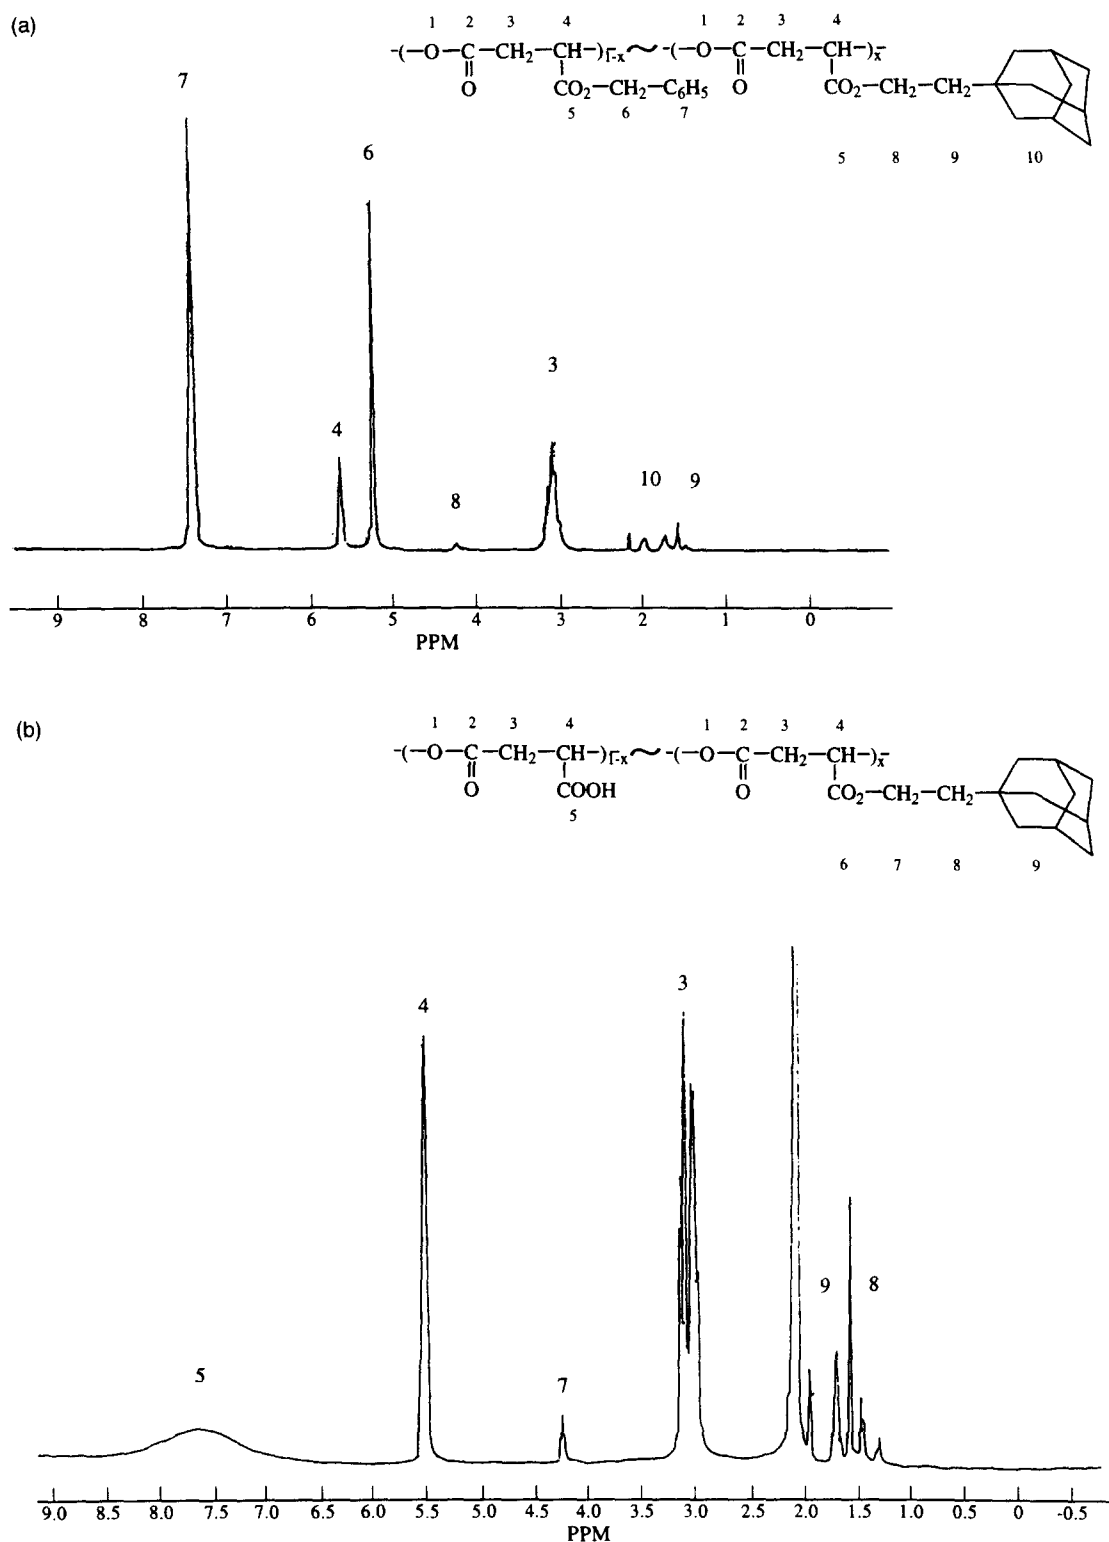 (a)
1 2 3 4 1 2 3 4
-(-O-C-CH2-CH-)1-x~-(-O-C-CH2-CH-)x-
O CO2-CH2-C6H5 O CO2-CH2-CH2-
5 6 7
5 8 9 10
7
6
3
4
8
10 9
9 8 7 6 5 4 3 2 1 0
PPM
(b)
1 2 3 4 1 2 3 4
-(-O-C-CH2-CH-)1-x~-(-O-C-CH2-CH-)x-
O COOH O CO2-CH2-CH2-
5
6 7 8 9
4
3
9 8
5
7
9.0 8.5 8.0 7.5 7.0 6.5 6.0 5.5 5.0 4.5 4.0 3.5 3.0 2.5 2.0 1.5 1.0 0.5 0 -0.5
PPM